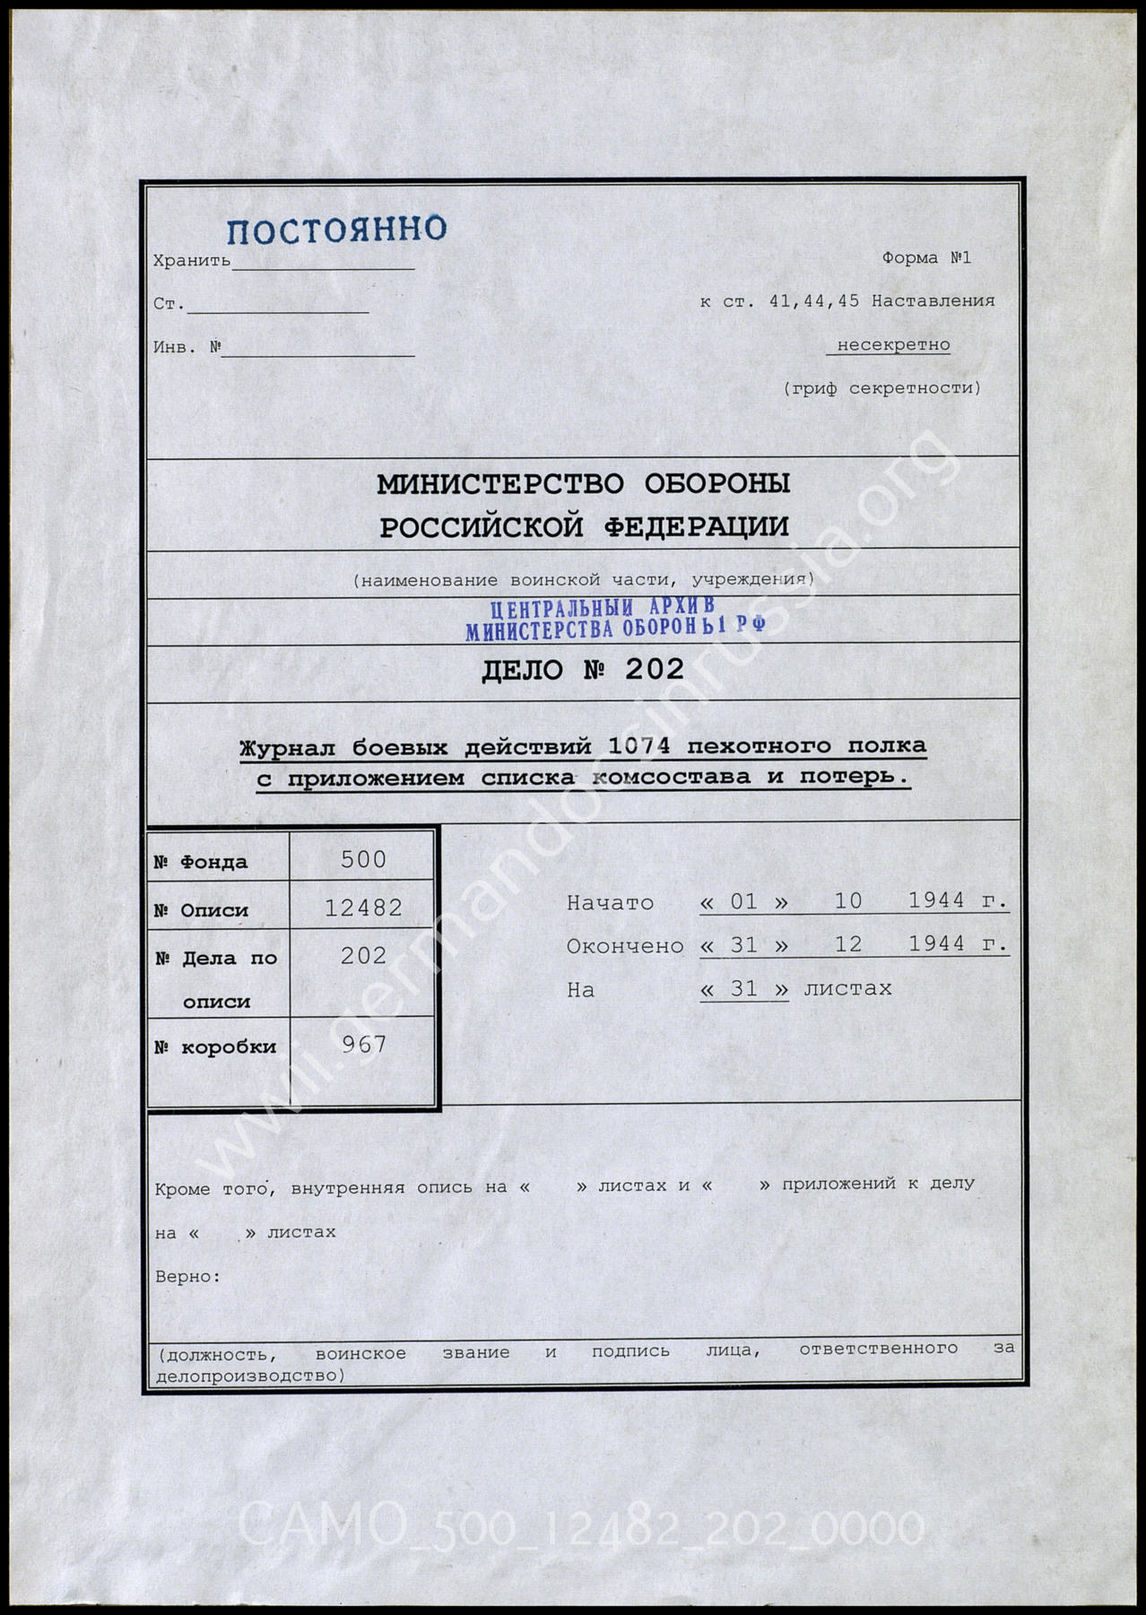 ПОСТОЯННО
Хранить
Форма №1
Ст.
к ст. 41,44,45 Наставления
Инв. №
несекретно
(гриф секретности)
МИНИСТЕРСТВО ОБОРОНЫ
РОССИЙСКОЙ ФЕДЕРАЦИИ
(наименование воинской части, учреждения)
ЦЕНТРАЛЬНЫЙ АРХИВ
МИНИСТЕРСТВА ОБОРОНЫ РФ
ДЕЛО № 202
Журнал боевых действий 1074 пехотного полка
с приложением списка комсостава и потерь.
№ Фонда 500
№ Описи 12482
№ Дела по 202
описи
№ коробки 967
Начато « 01 » 10 1944 г.
Окончено « 31 » 12 1944 г.
На « 31 » листах
Кроме того, внутренняя опись на « » листах и « » приложений к делу
на « » листах
Верно:
(должность, воинское звание и подпись лица, ответственного за
делопроизводство)
www.wwii.germandocsinrussia.org
CAMO_500_12482_202_0000